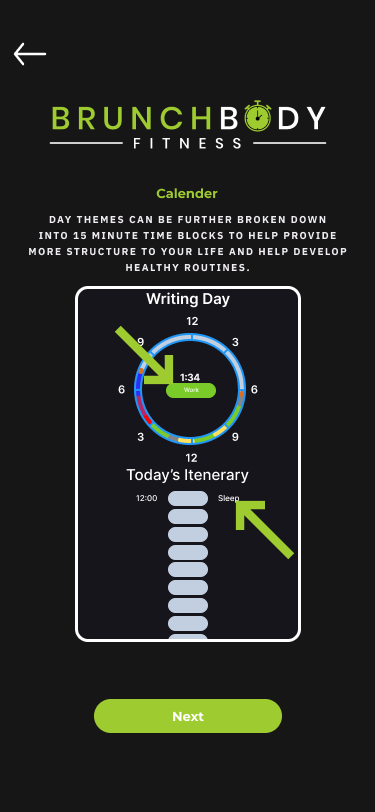 BRUNCHBODY
FITNESS
Calender
DAY THEMES CAN BE FURTHER BROKEN DOWN
INTO 15 MINUTE TIME BLOCKS TO HELP PROVIDE
MORE STRUCTURE TO YOUR LIFE AND HELP DEVELOP
HEALTHY ROUTINES.
Writing Day
12
9 3
1:34
Work
6 6
3 9
12
Today's Itenerary
12:00 Sleep
Next